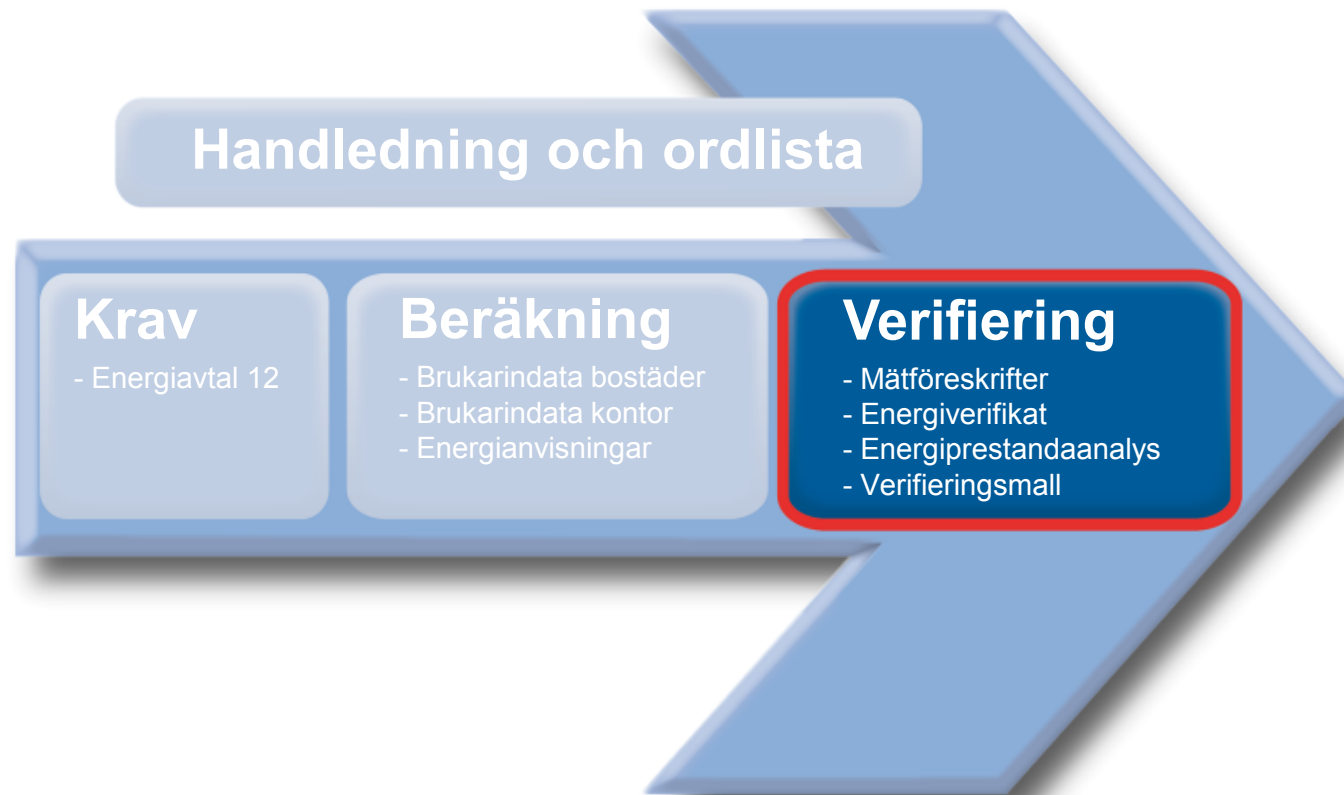 Handledning och ordlista
Krav
- Energiavtal 12
Beräkning
- Brukarindata bostäder
- Brukarindata kontor
- Energianvisningar
Verifiering
- Mätföreskrifter
- Energiverifikat
- Energiprestandaanalys
- Verifieringsmall